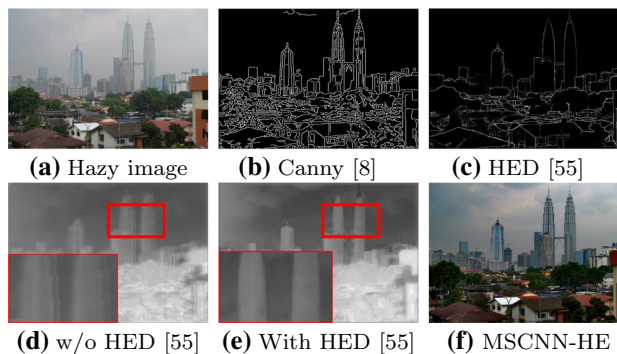 (a) Hazy image (b) Canny [8] (c) HED [55]
(d) w/o HED [55] (e) With HED [55] (f) MSCNN-HE